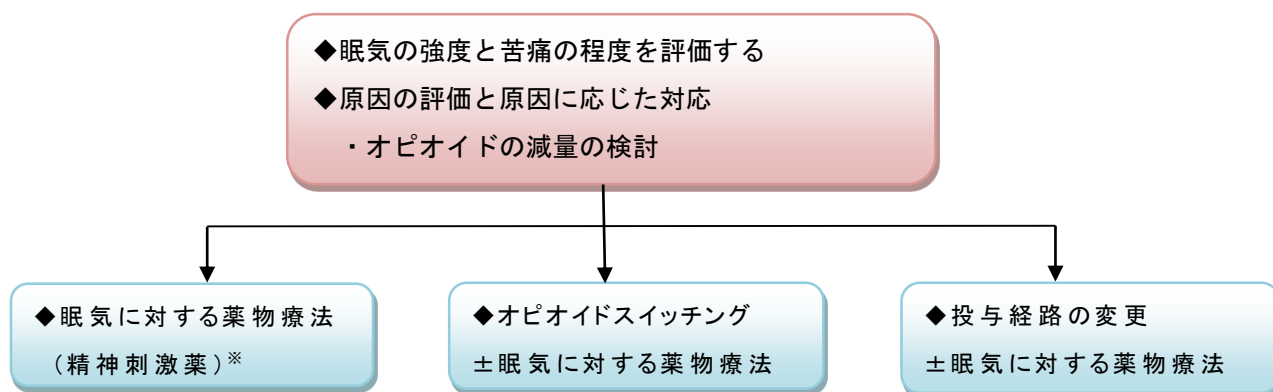 ◆眠気の強度と苦痛の程度を評価する
◆原因の評価と原因に応じた対応
・オピオイドの減量の検討
◆眠気に対する薬物療法
（精神刺激薬）※
◆オピオイドスイッチング
±眠気に対する薬物療法
◆投与経路の変更
±眠気に対する薬物療法